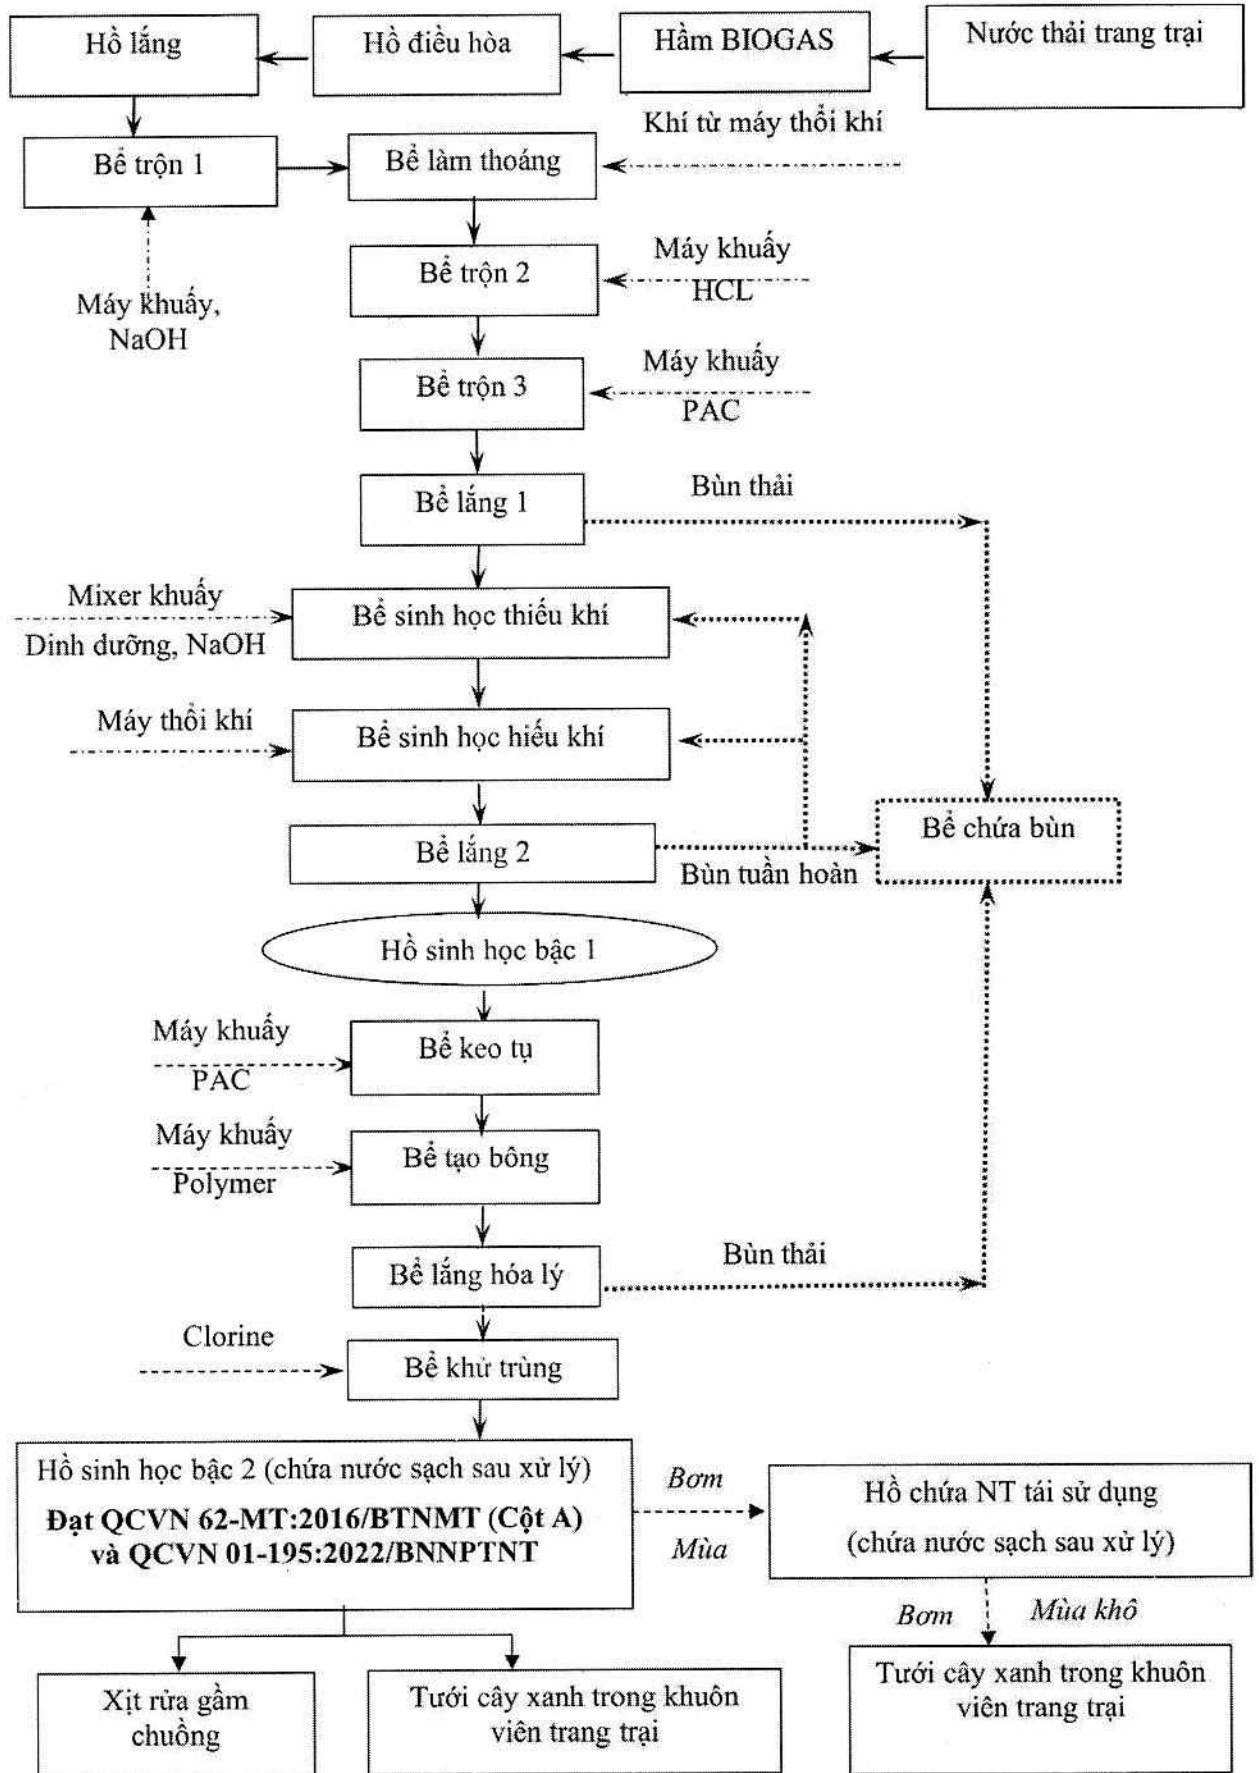 Hồ lắng
Hồ điều hòa
Hầm BIOGAS
Nước thải trang trại
Khí từ máy thổi khí
Bể trộn 1
Bể làm thoáng
Máy khuấy,
NaOH
Bể trộn 2
Máy khuấy
HCL
Bể trộn 3
Máy khuấy
PAC
Bể lắng 1
Bùn thải
Mixer khuấy
Dinh dưỡng, NaOH
Bể sinh học thiếu khí
Máy thổi khí
Bể sinh học hiếu khí
Bể chứa bùn
Bể lắng 2
Bùn tuần hoàn
Hồ sinh học bậc 1
Máy khuấy
PAC
Bể keo tụ
Máy khuấy
Polymer
Bể tạo bông
Bể lắng hóa lý
Bùn thải
Clorine
Bể khử trùng
Hồ sinh học bậc 2 (chứa nước sạch sau xử lý)
Đạt QCVN 62-MT:2016/BTNMT (Cột A)
và QCVN 01-195:2022/BNNPTNT
Bơm
Mùa
Hồ chứa NT tái sử dụng
(chứa nước sạch sau xử lý)
Bơm
Mùa khô
Xịt rửa gầm
chuồng
Tưới cây xanh trong khuôn
viên trang trại
Tưới cây xanh trong khuôn
viên trang trại